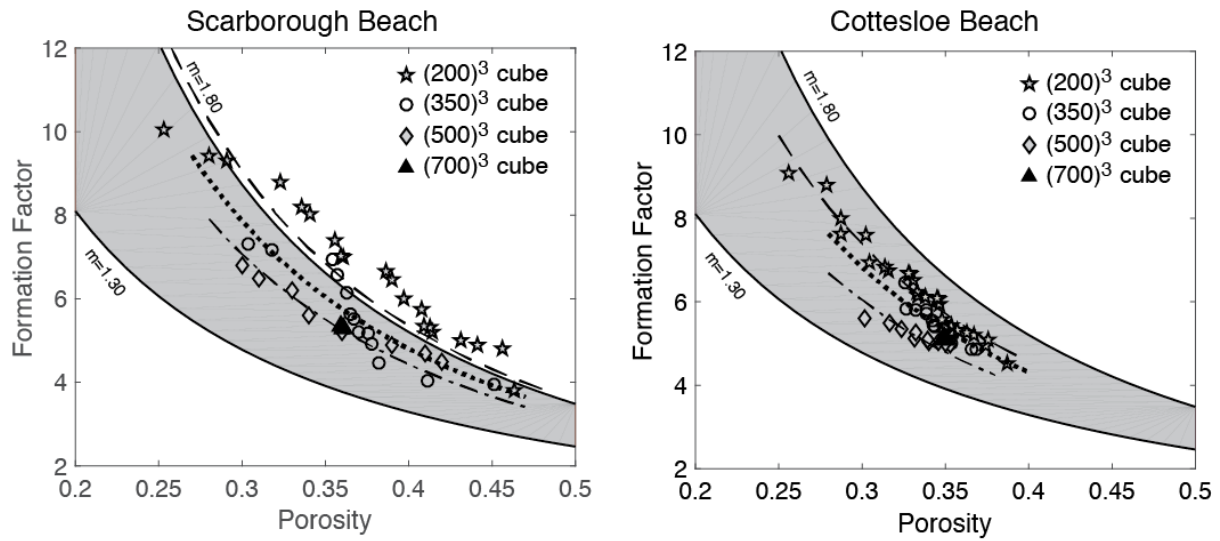 Scarborough Beach
12
10
8
6
4
2
Formation Factor
m=1.80
m=1.30
(200)³ cube
(350)³ cube
(500)³ cube
(700)³ cube
0.2 0.25 0.3 0.35 0.4 0.45 0.5
Porosity
Cottesloe Beach
12
10
8
6
4
2
Formation Factor
m=1.80
m=1.30
(200)³ cube
(350)³ cube
(500)³ cube
(700)³ cube
0.2 0.25 0.3 0.35 0.4 0.45 0.5
Porosity